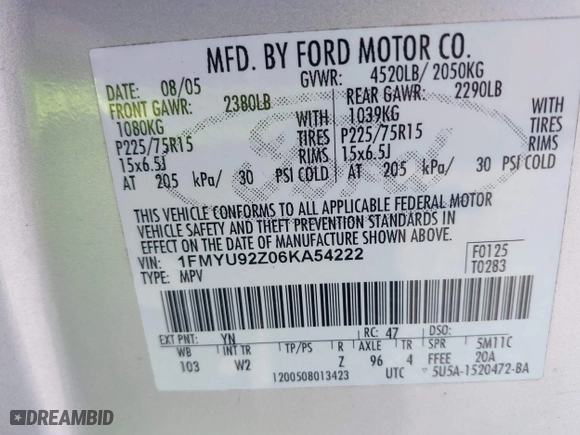 MFD. BY FORD MOTOR CO.
DATE: 08/05 GVWR: 4520LB/ 2050KG
FRONT GAWR: 2380LB REAR GAWR: 2290LB
1080KG WITH 1039KG WITH
P225/75R15 TIRES P225/75R15 TIRES
15x6.5J RIMS 15x6.5J RIMS
AT 205 kPa/ 30 PSI COLD AT 205 kPa/ 30 PSI COLD
Ford
THIS VEHICLE CONFORMS TO ALL APPLICABLE FEDERAL MOTOR
VEHICLE SAFETY AND THEFT PREVENTION STANDARDS IN
EFFECT ON THE DATE OF MANUFACTURE SHOWN ABOVE.
VIN: 1FMYU92Z06KA54222 F0125
TYPE: MPV T0283
EXT PNT: YN RC: 47 DSO:
WB INT TR TP/PS R AXLE TR SPR 5M11C
103 W2 Z 96 4 FFEE 20A
1200508013423 UTC 5U5A-1520472-BA
DREAMBID